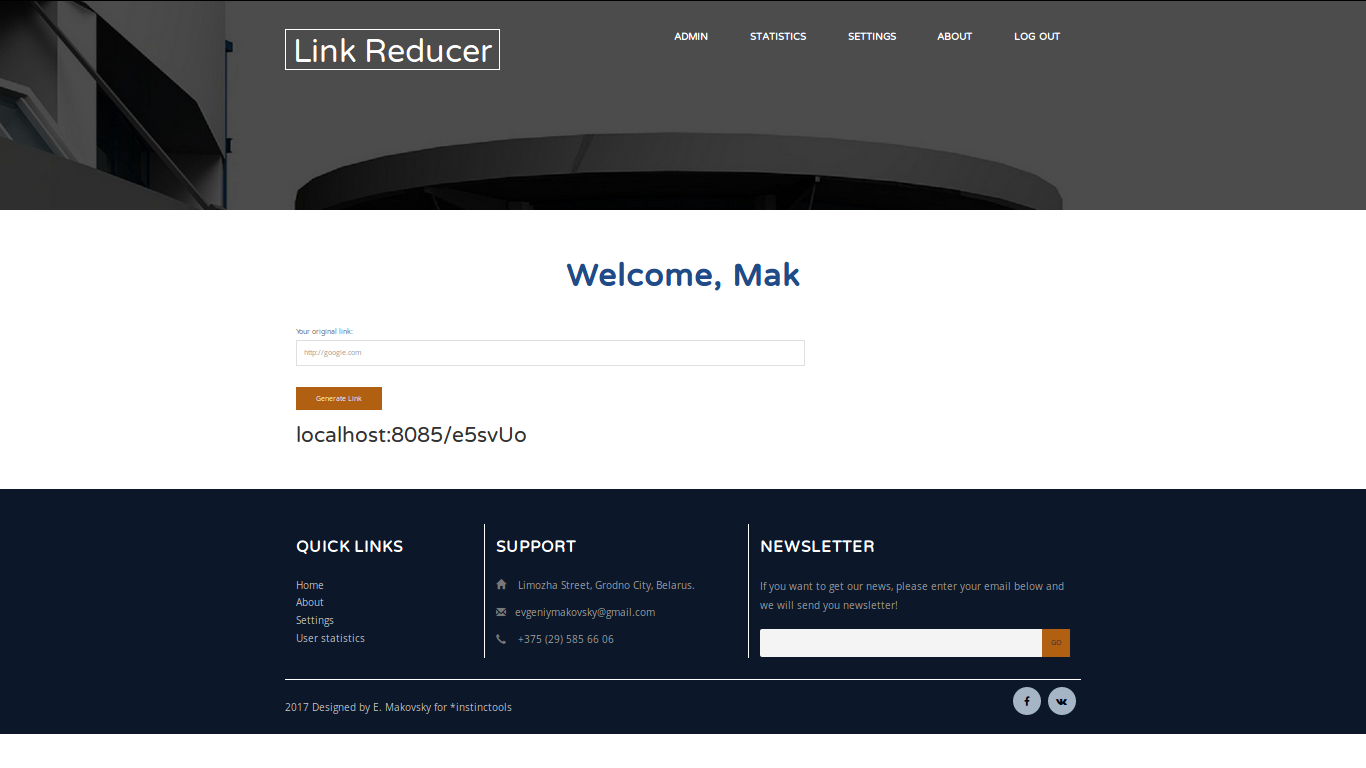 Link Reducer
ADMIN STATISTICS SETTINGS ABOUT LOG OUT
Welcome, Mak
Your original link:
http://google.com
Generate Link
localhost:8085/e5svUo
QUICK LINKS
Home
About
Settings
User statistics
SUPPORT
Limozha Street, Grodno City, Belarus.
evgeniymakovsky@gmail.com
+375 (29) 585 66 06
NEWSLETTER
If you want to get our news, please enter your email below and
we will send you newsletter!
GO
2017 Designed by E. Makovsky for *instinctools